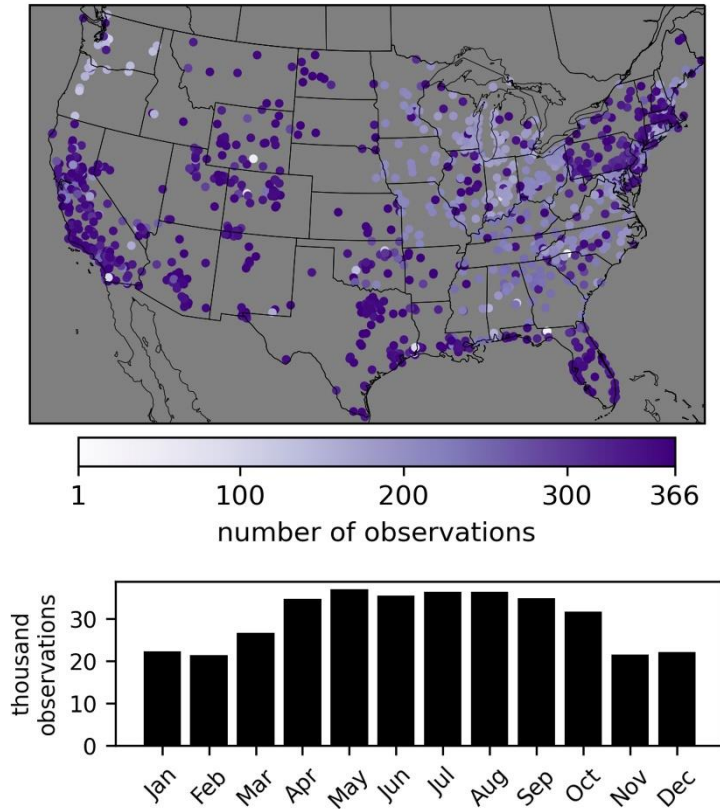 1 100 200 300 366
number of observations
thousand
observations
30
20
10
0
Jan Feb Mar Apr May Jun Jul Aug Sep Oct Nov Dec